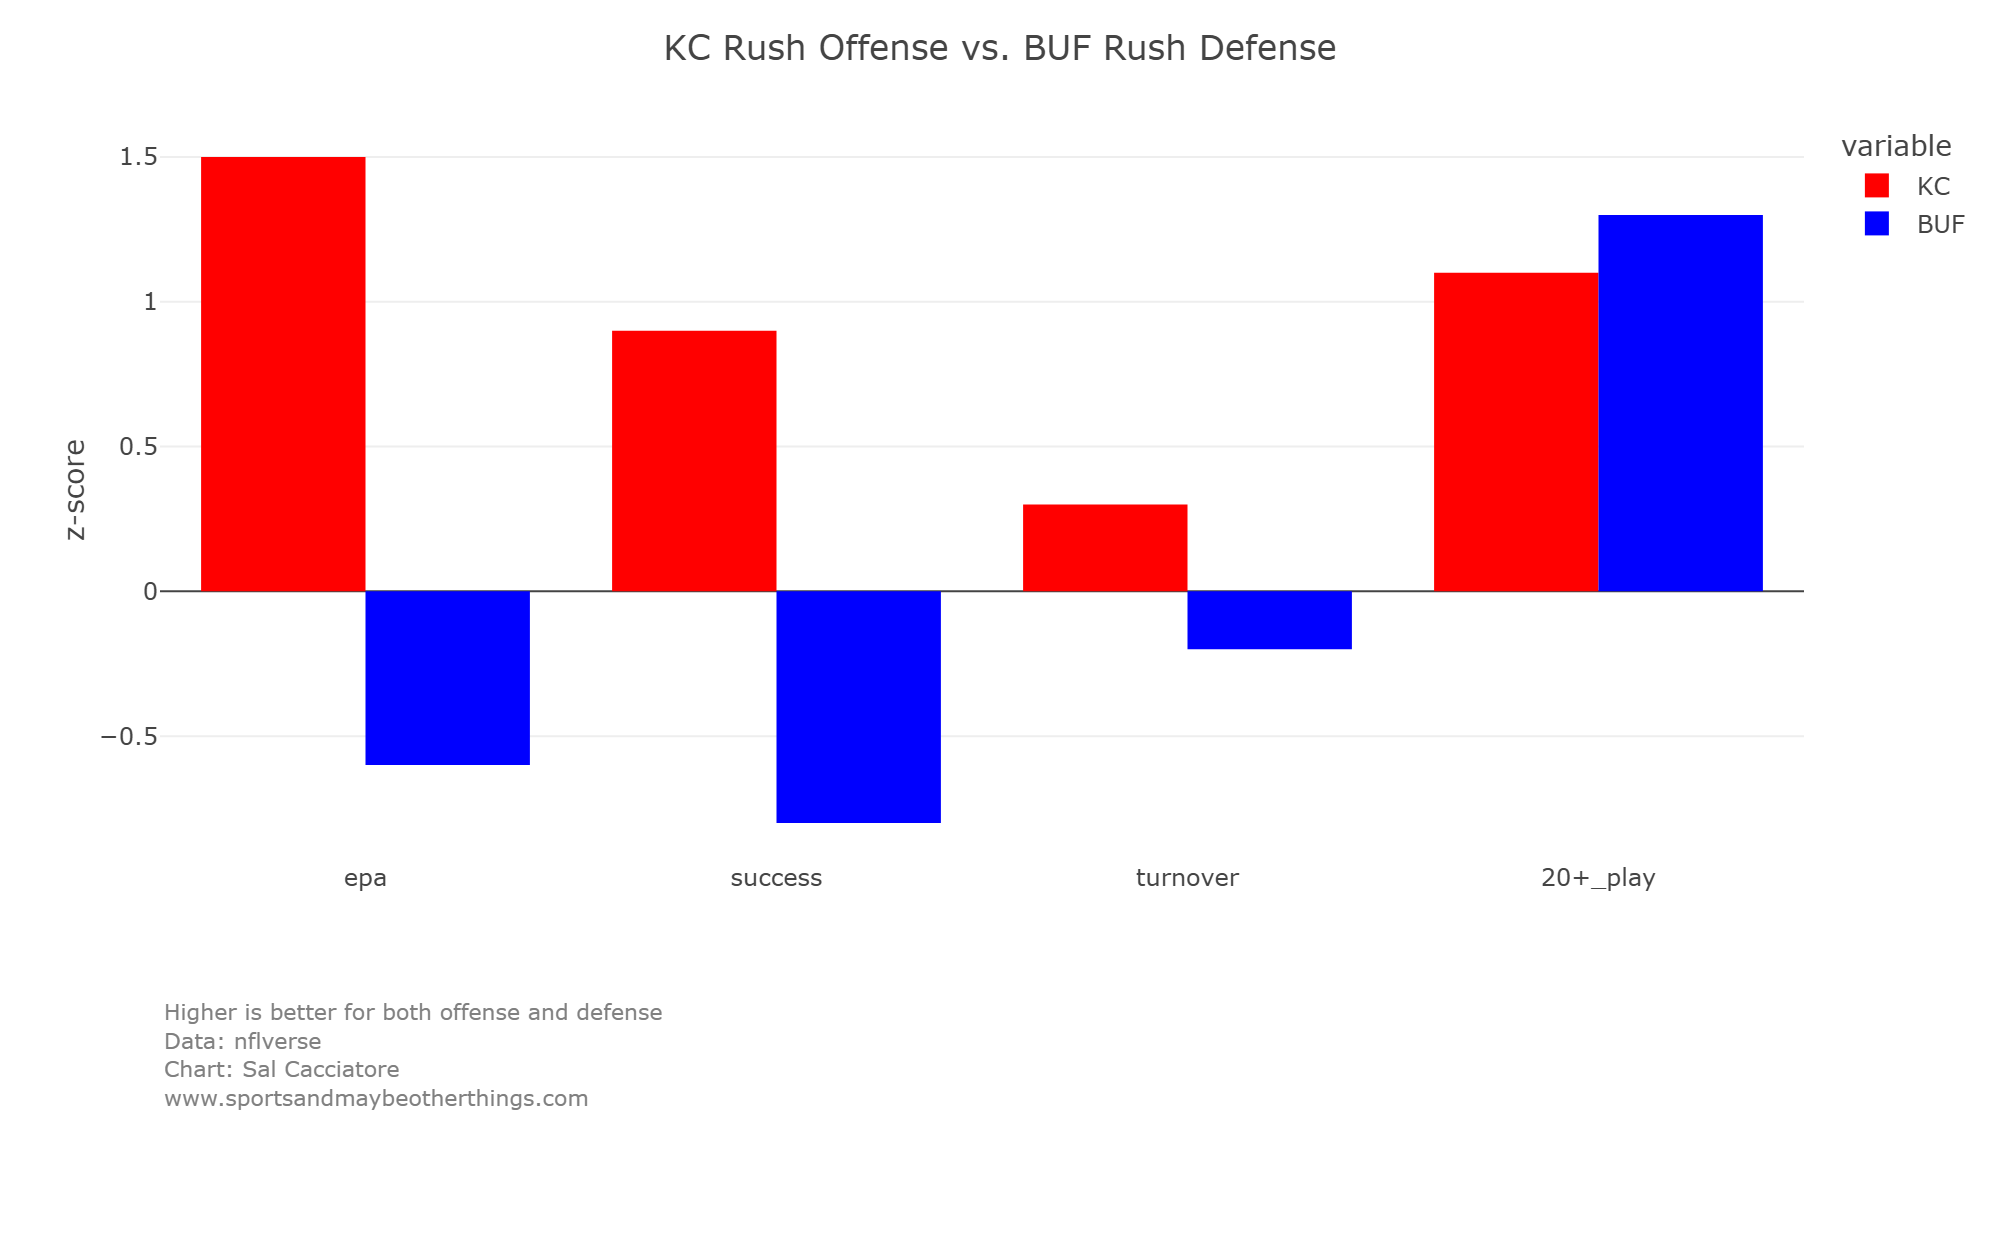 KC Rush Offense vs. BUF Rush Defense
variable
KC
BUF
z-score
1.5
1
0.5
0
−0.5
epa
success
turnover
20+_play
Higher is better for both offense and defense
Data: nflverse
Chart: Sal Cacciatore
www.sportsandmaybeotherthings.com